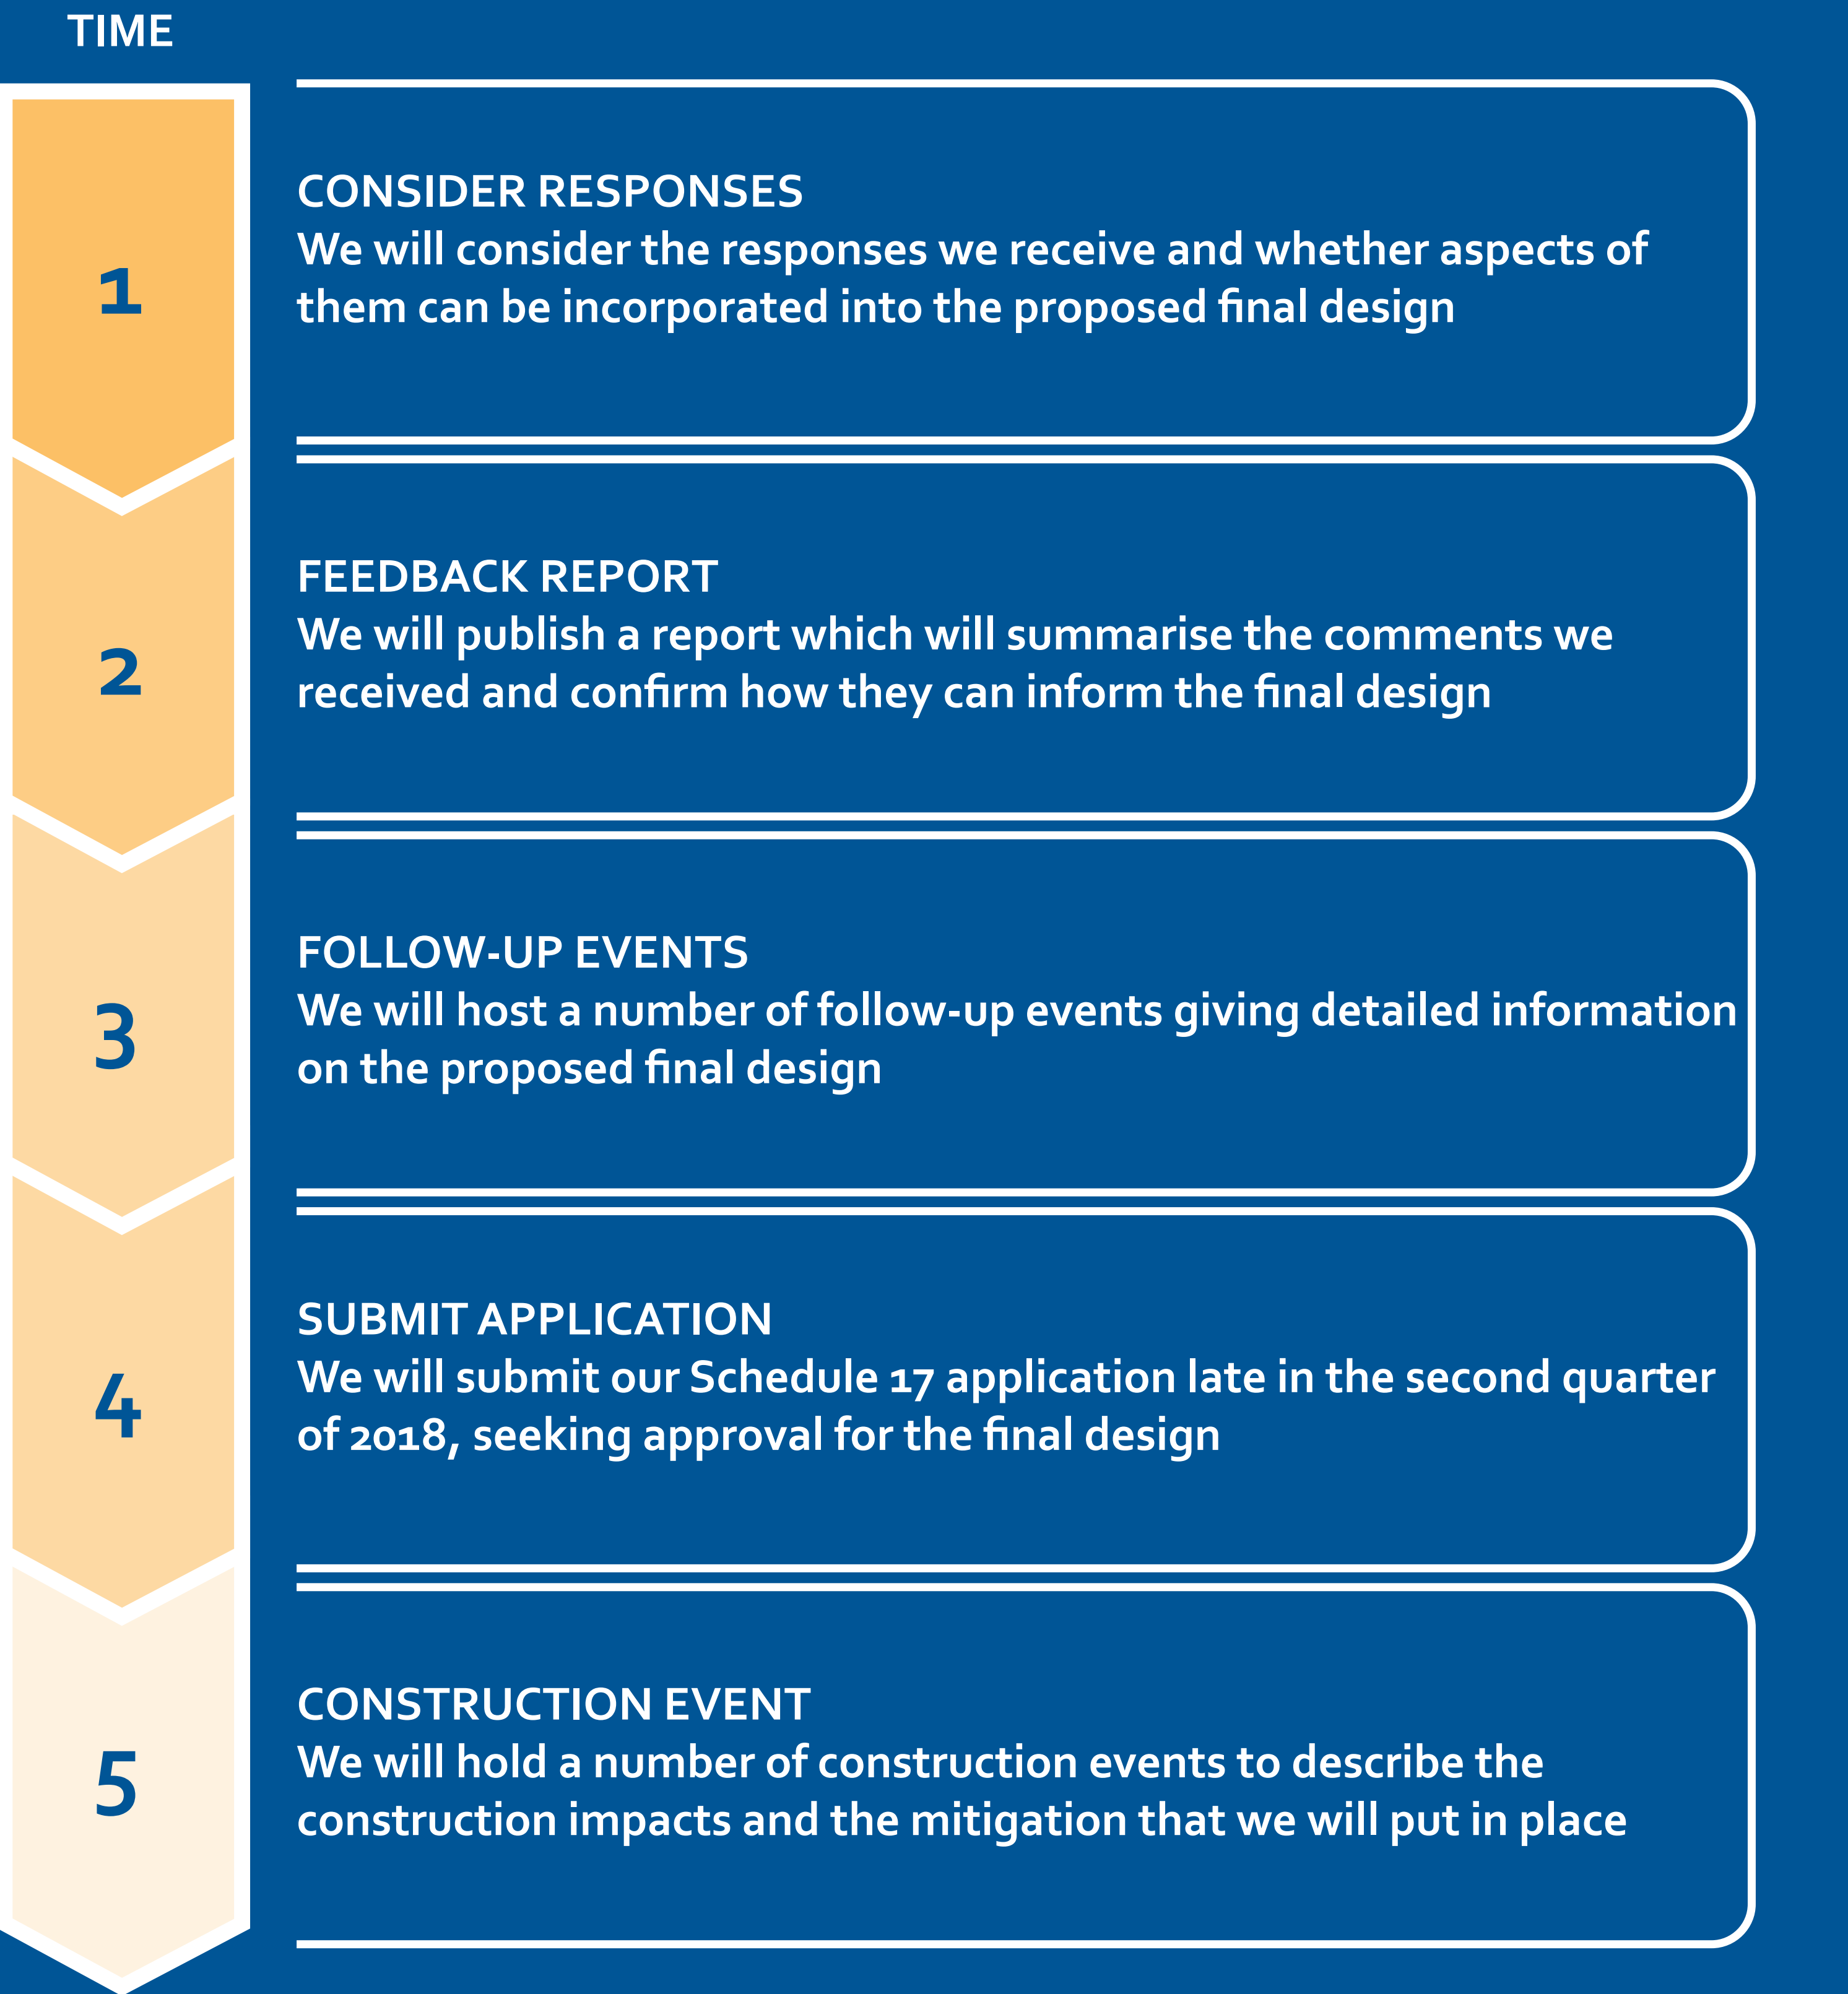 TIME
1
CONSIDER RESPONSES
We will consider the responses we receive and whether aspects of
them can be incorporated into the proposed final design
2
FEEDBACK REPORT
We will publish a report which will summarise the comments we
received and confirm how they can inform the final design
3
FOLLOW-UP EVENTS
We will host a number of follow-up events giving detailed information
on the proposed final design
4
SUBMIT APPLICATION
We will submit our Schedule 17 application late in the second quarter
of 2018, seeking approval for the final design
5
CONSTRUCTION EVENT
We will hold a number of construction events to describe the
construction impacts and the mitigation that we will put in place